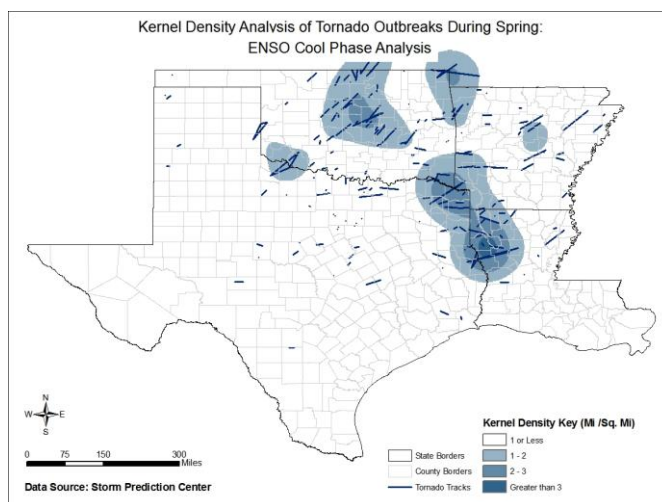 Kernel Density Analysis of Tornado Outbreaks During Spring:
ENSO Cool Phase Analysis
N
W E
S
0 75 150 300
Miles
Data Source: Storm Prediction Center
State Borders
County Borders
Tornado Tracks
Kernel Density Key (Mi /Sq. Mi)
1 or Less
1 - 2
2 - 3
Greater than 3